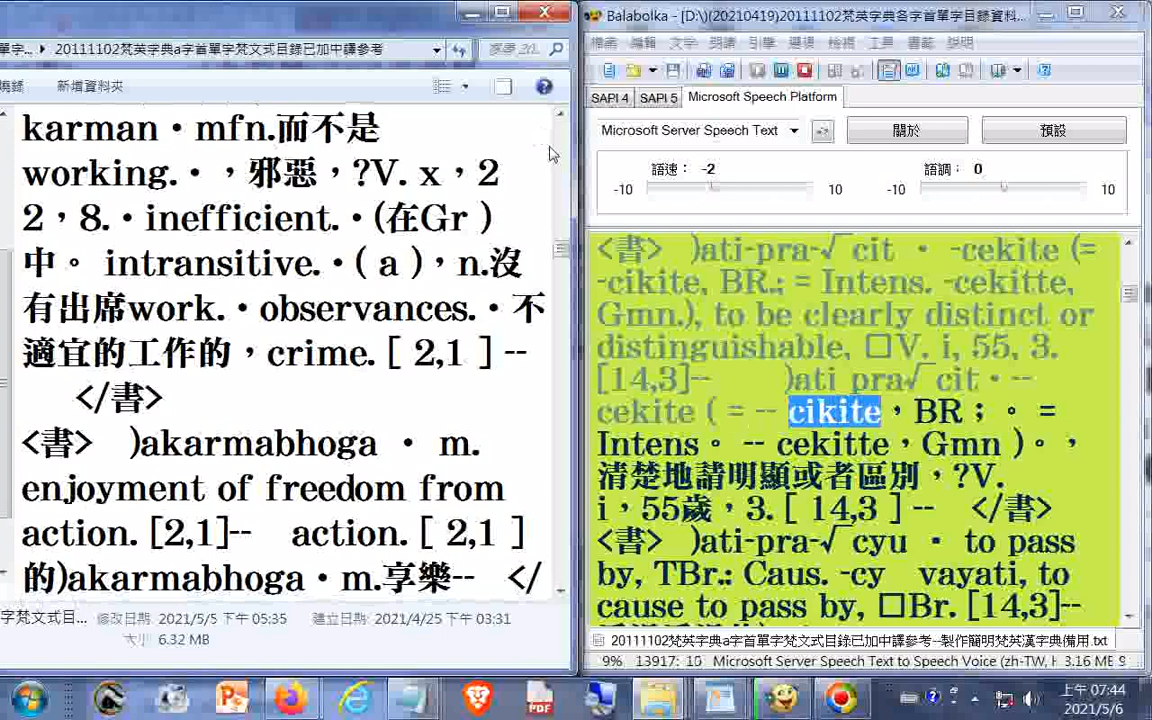 單字... ▸ 20111102梵英字典a字首單字梵文式目錄已加中譯參考
新增資料夾
karman・mfn.而不是
working.・，邪惡，?V. x，2
2，8.・inefficient.・(在Gr )
中。 intransitive.・( a )，n.沒
有出席work.・observances.・不
適宜的工作的，crime. [ 2,1 ] --
</書>
<書> )akarmabhoga ・ m.
enjoyment of freedom from
action. [2,1]-- action. [ 2,1 ]
的)akarmabhoga・m.享樂-- </
字梵文式目... 修改日期: 2021/5/5 下午 05:35 建立日期: 2021/4/25 下午 03:31
大小: 6.32 MB
Balabolka - [D:\)(20210419)20111102梵英字典各字首單字目錄資料...
檔案 編輯 文字 朗讀 引擎 選項 檢視 工具 書籤 說明
SAPI 4 SAPI 5 Microsoft Speech Platform
Microsoft Server Speech Text 關於 預設
語速: -2 語調: 0
-10 10 -10 10
<書> )ati-pra-√ cit ・ -cekite (=
-cikite, BR.; = Intens. -cekitte,
Gmn.), to be clearly distinct or
distinguishable, □V. i, 55, 3.
[14,3]-- )ati pra√ cit・--
cekite ( = -- cikite，BR；。=
Intens。 -- cekitte，Gmn )。，
清楚地請明顯或者區別，?V.
i，55歲，3. [ 14,3 ] -- </書>
<書> )ati-pra-√ cyu ・ to pass
by, TBr.: Caus. -cy vayati, to
cause to pass by, □Br. [14,3]--
20111102梵英字典a字首單字梵文式目錄已加中譯參考--製作簡明梵英漢字典備用.txt
9% 13917: 10 Microsoft Server Speech Text to Speech Voice (zh-TW, H 3.16 MB 9
PDF
上午 07:44
2021/5/6